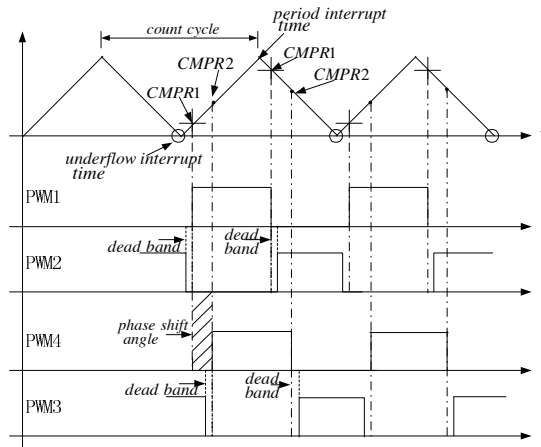 period interrupt
time
count cycle
CMPR1
CMPR2
CMPR2
CMPR1
underflow interrupt
time
PWM1
dead band
dead
band
PWM2
phase shift
angle
PWM4
dead band
dead
band
PWM3